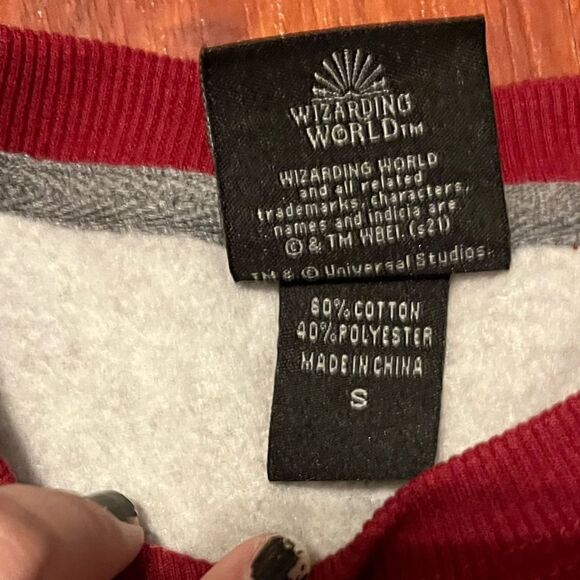 WIZARDING
WORLD™
WIZARDING WORLD
and all related
trademarks, characters,
names and indicia are
© & TM WBEI. (s21)
TM & © Universal Studios.
60% COTTON
40% POLYESTER
MADE IN CHINA
S